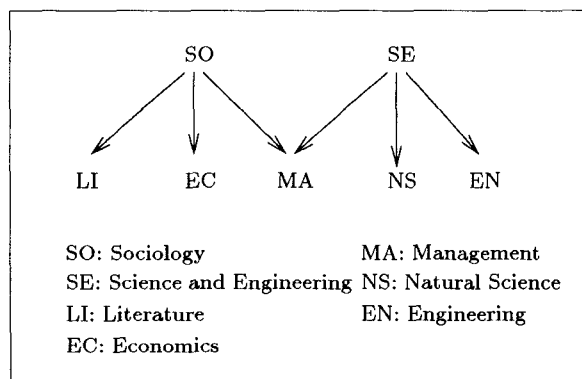 SO SE
LI EC MA NS EN
SO: Sociology MA: Management
SE: Science and Engineering NS: Natural Science
LI: Literature EN: Engineering
EC: Economics